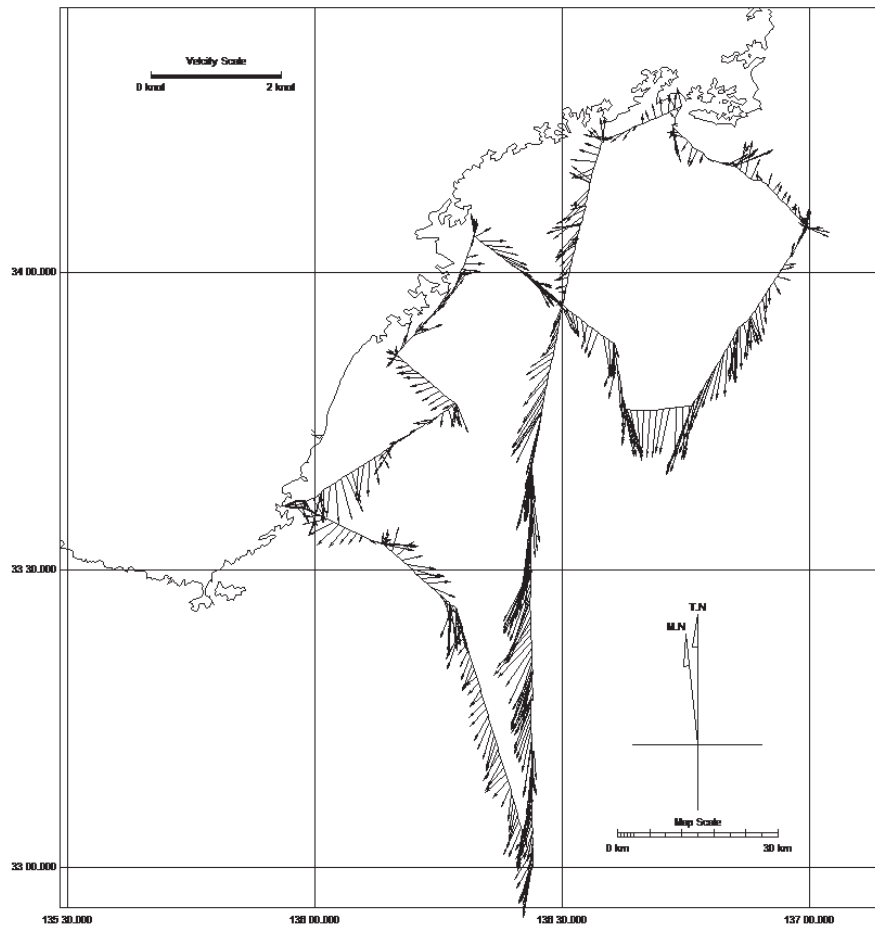 Velcity Scale
0 knot 2 knot
34 00.000
33 30.000
T.N
M.N
Map Scale
0 km 30 km
33 00.000
135 30.000 136 00.000 136 30.000 137 00.000